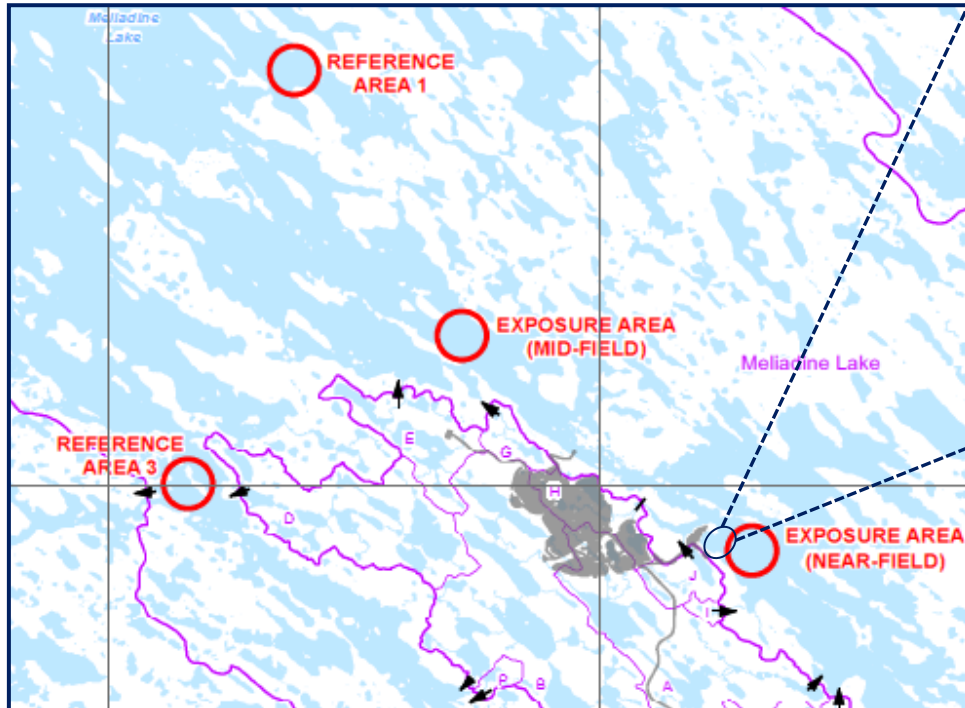 Meliadine
Lake
REFERENCE
AREA 1
EXPOSURE AREA
(MID-FIELD)
Meliadine Lake
REFERENCE
AREA 3
E
G
H
D
EXPOSURE AREA
(NEAR-FIELD)
J
I
P
B
A